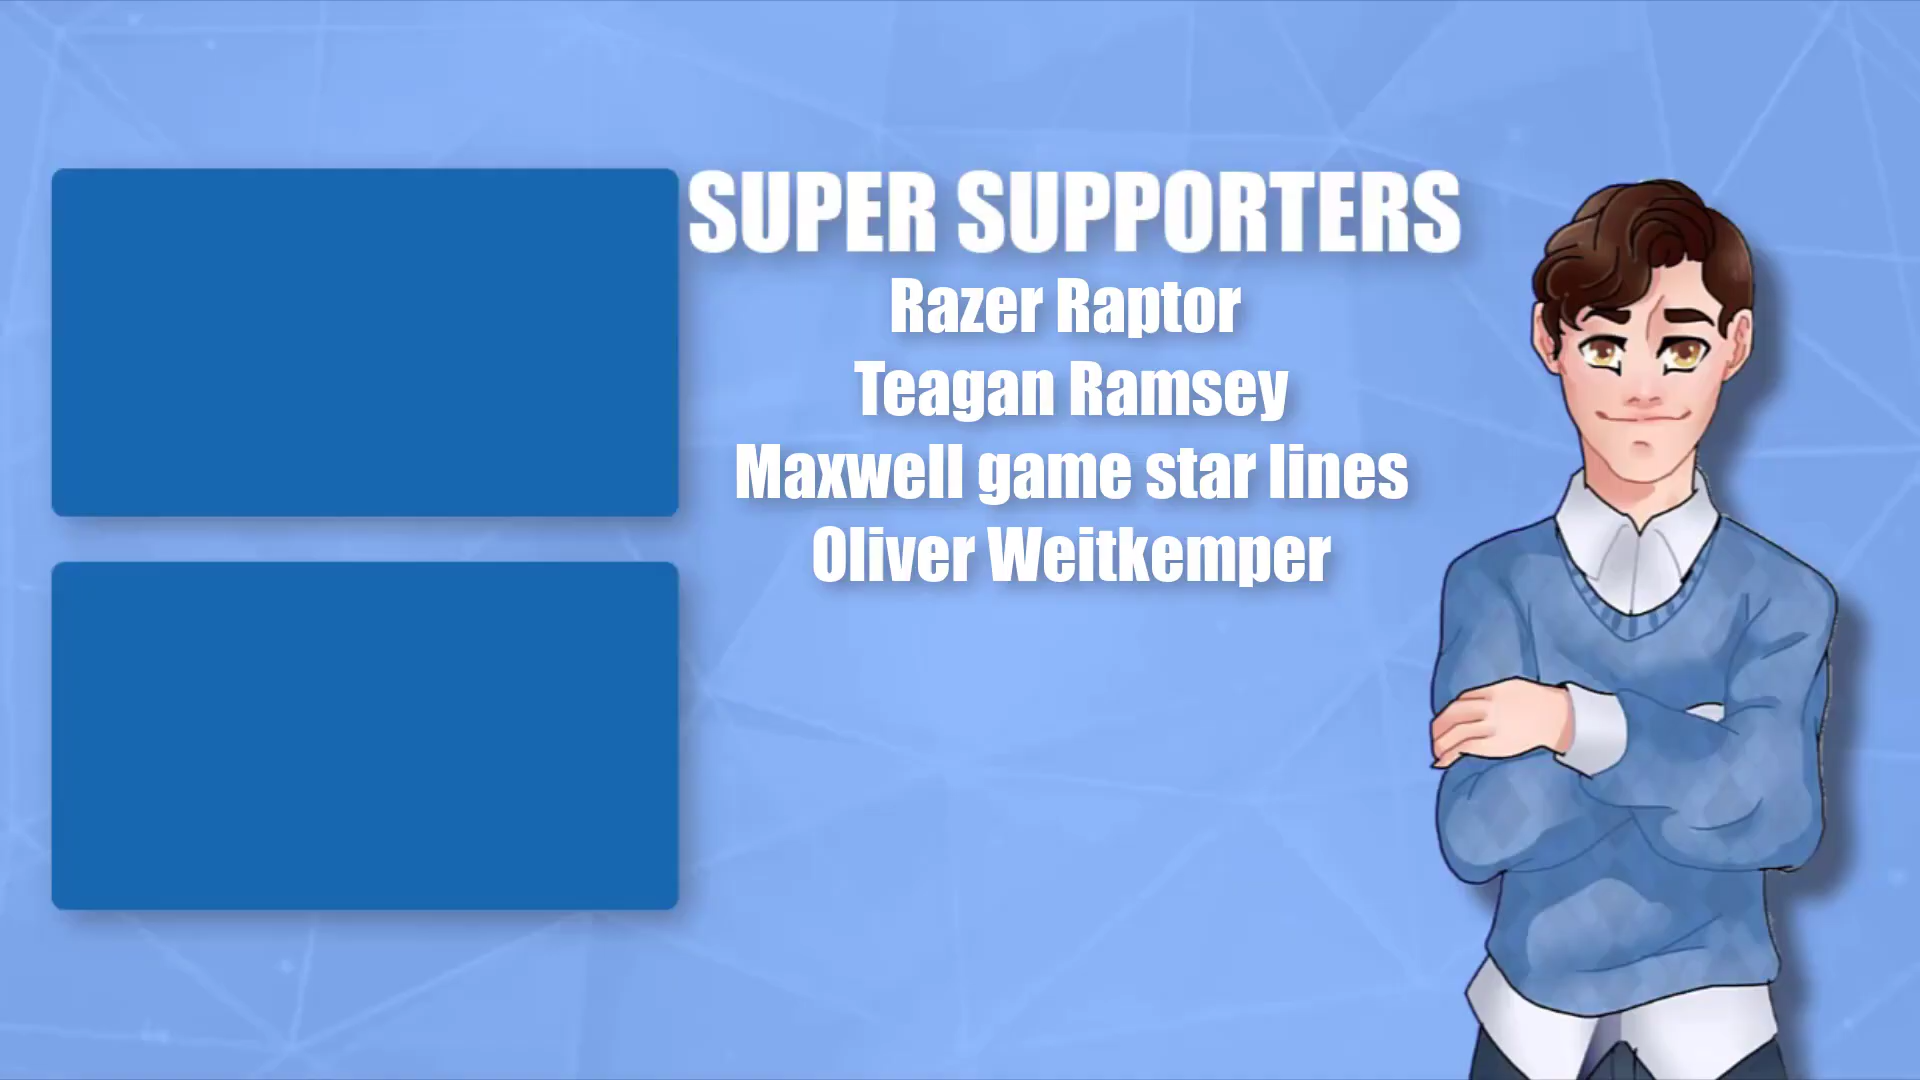 SUPER SUPPORTERS
Razer Raptor
Teagan Ramsey
Maxwell game star lines
Oliver Weitkemper